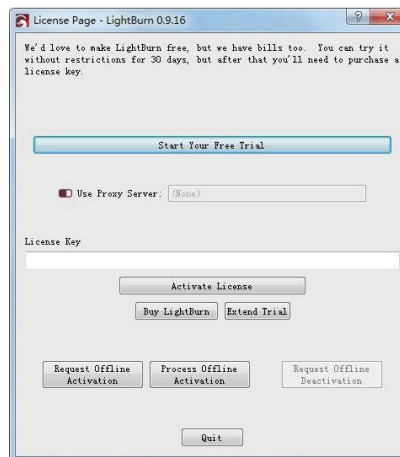 License Page - LightBurn 0.9.16
We'd love to make LightBurn free, but we have bills too. You can try it
without restrictions for 30 days, but after that you'll need to purchase a
license key.
Start Your Free Trial
Use Proxy Server: (None)
License Key
Activate License
Buy LightBurn Extend Trial
Request Offline Process Offline Request Offline
Activation Activation Deactivation
Quit